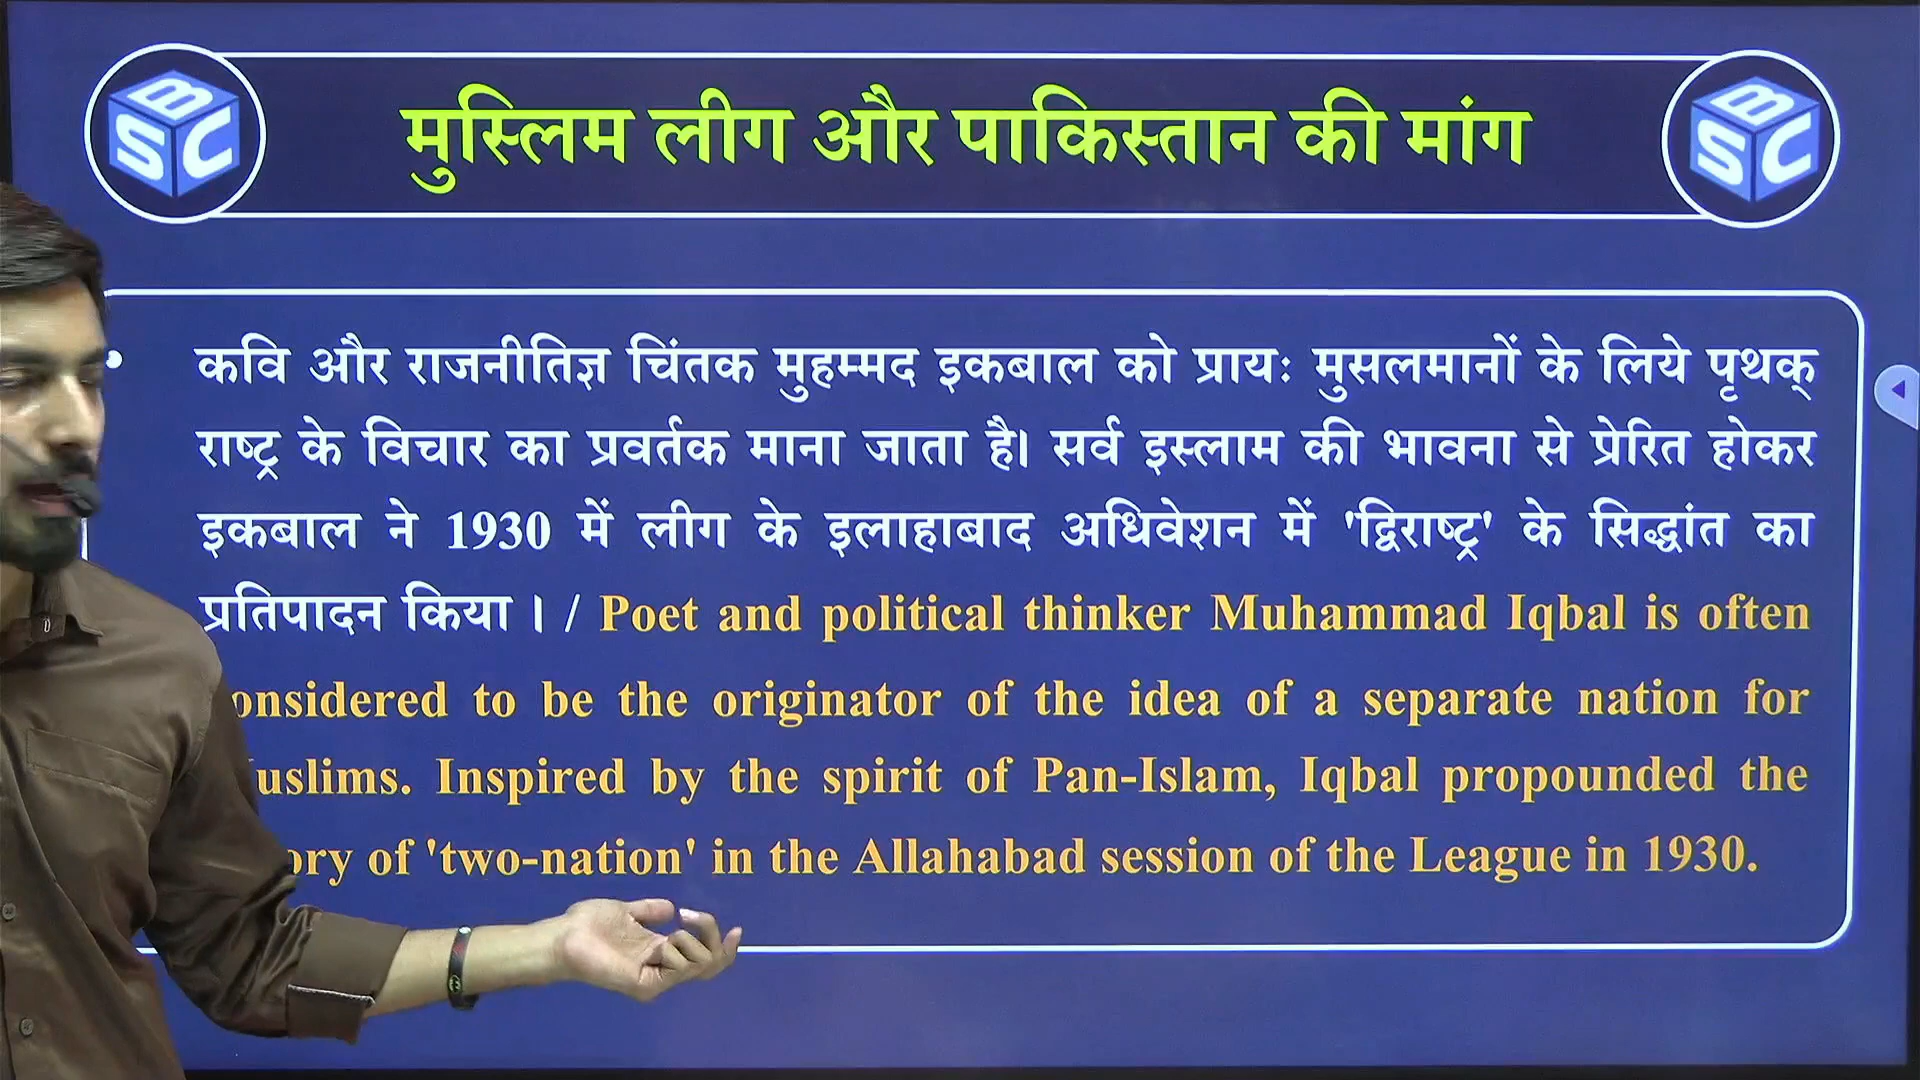 BSC
BSC
मुस्लिम लीग और पाकिस्तान की मांग
कवि और राजनीतिज्ञ चिंतक मुहम्मद इकबाल को प्रायः मुसलमानों के लिये पृथक्
राष्ट्र के विचार का प्रवर्तक माना जाता है। सर्व इस्लाम की भावना से प्रेरित होकर
इकबाल ने 1930 में लीग के इलाहाबाद अधिवेशन में 'द्विराष्ट्र' के सिद्धांत का
प्रतिपादन किया । / Poet and political thinker Muhammad Iqbal is often
onsidered to be the originator of the idea of a separate nation for
uslims. Inspired by the spirit of Pan-Islam, Iqbal propounded the
ory of 'two-nation' in the Allahabad session of the League in 1930.